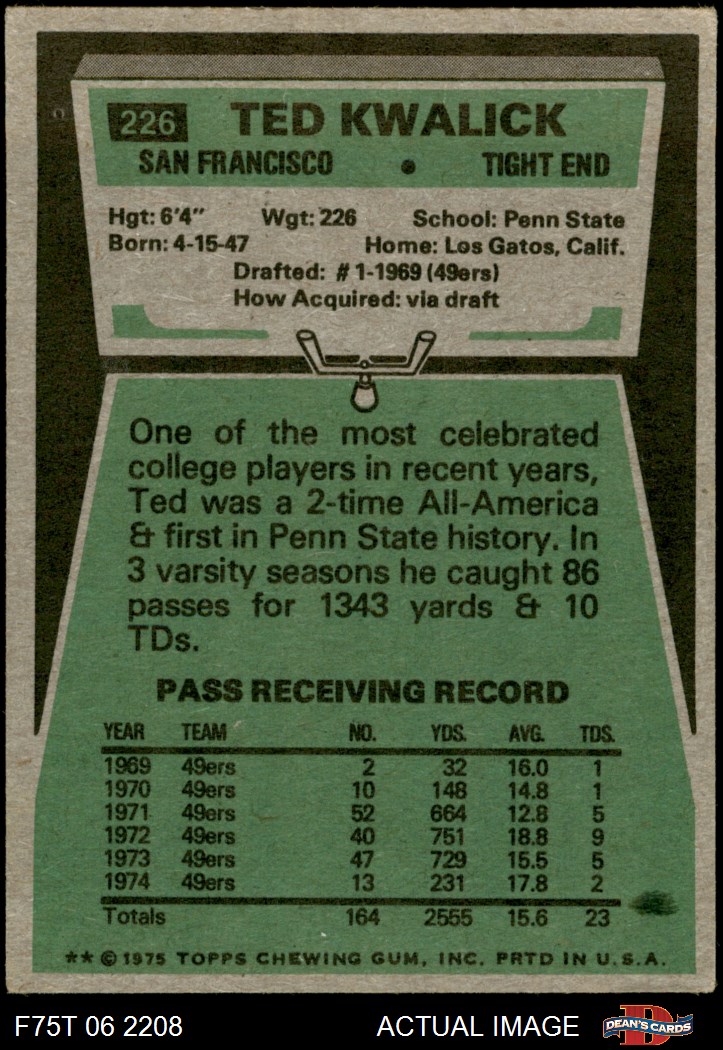 226 TED KWALICK
SAN FRANCISCO • TIGHT END
Hgt: 6'4" Wgt: 226 School: Penn State
Born: 4-15-47 Home: Los Gatos, Calif.
Drafted: #1-1969 (49ers)
How Acquired: via draft
One of the most celebrated
college players in recent years,
Ted was a 2-time All-America
& first in Penn State history. In
3 varsity seasons he caught 86
passes for 1343 yards & 10
TDs.
PASS RECEIVING RECORD
YEAR TEAM NO. YDS. AVG. TDS.
1969 49ers 2 32 16.0 1
1970 49ers 10 148 14.8 1
1971 49ers 52 664 12.8 5
1972 49ers 40 751 18.8 9
1973 49ers 47 729 15.5 5
1974 49ers 13 231 17.8 2
Totals 164 2555 15.6 23
** © 1975 TOPPS CHEWING GUM, INC. PRTD IN U.S.A.
F75T 06 2208 ACTUAL IMAGE D DEAN'S CARDS